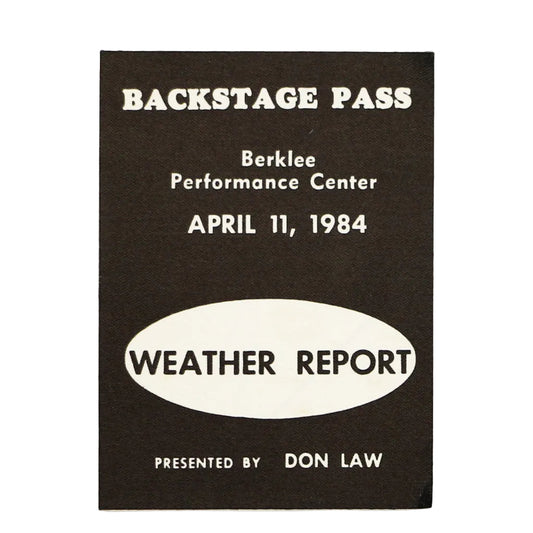 BACKSTAGE PASS
Berklee
Performance Center
APRIL 11, 1984
WEATHER REPORT
PRESENTED BY DON LAW